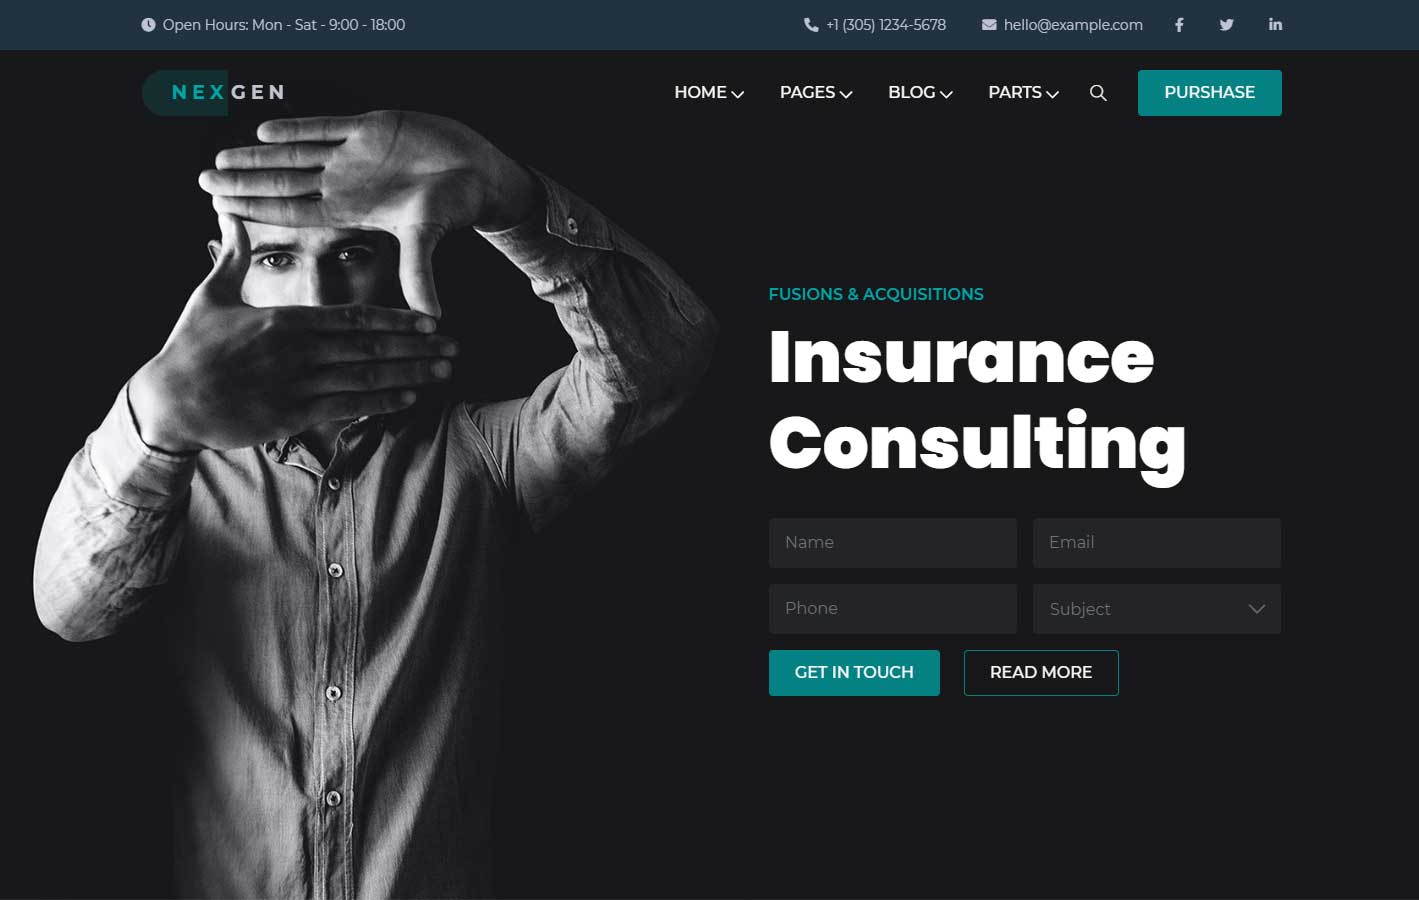 Open Hours: Mon - Sat - 9:00 - 18:00
+1 (305) 1234-5678
hello@example.com
NEXGEN
HOME
PAGES
BLOG
PARTS
PURSHASE
FUSIONS & ACQUISITIONS
Insurance
Consulting
Name
Email
Phone
Subject
GET IN TOUCH
READ MORE